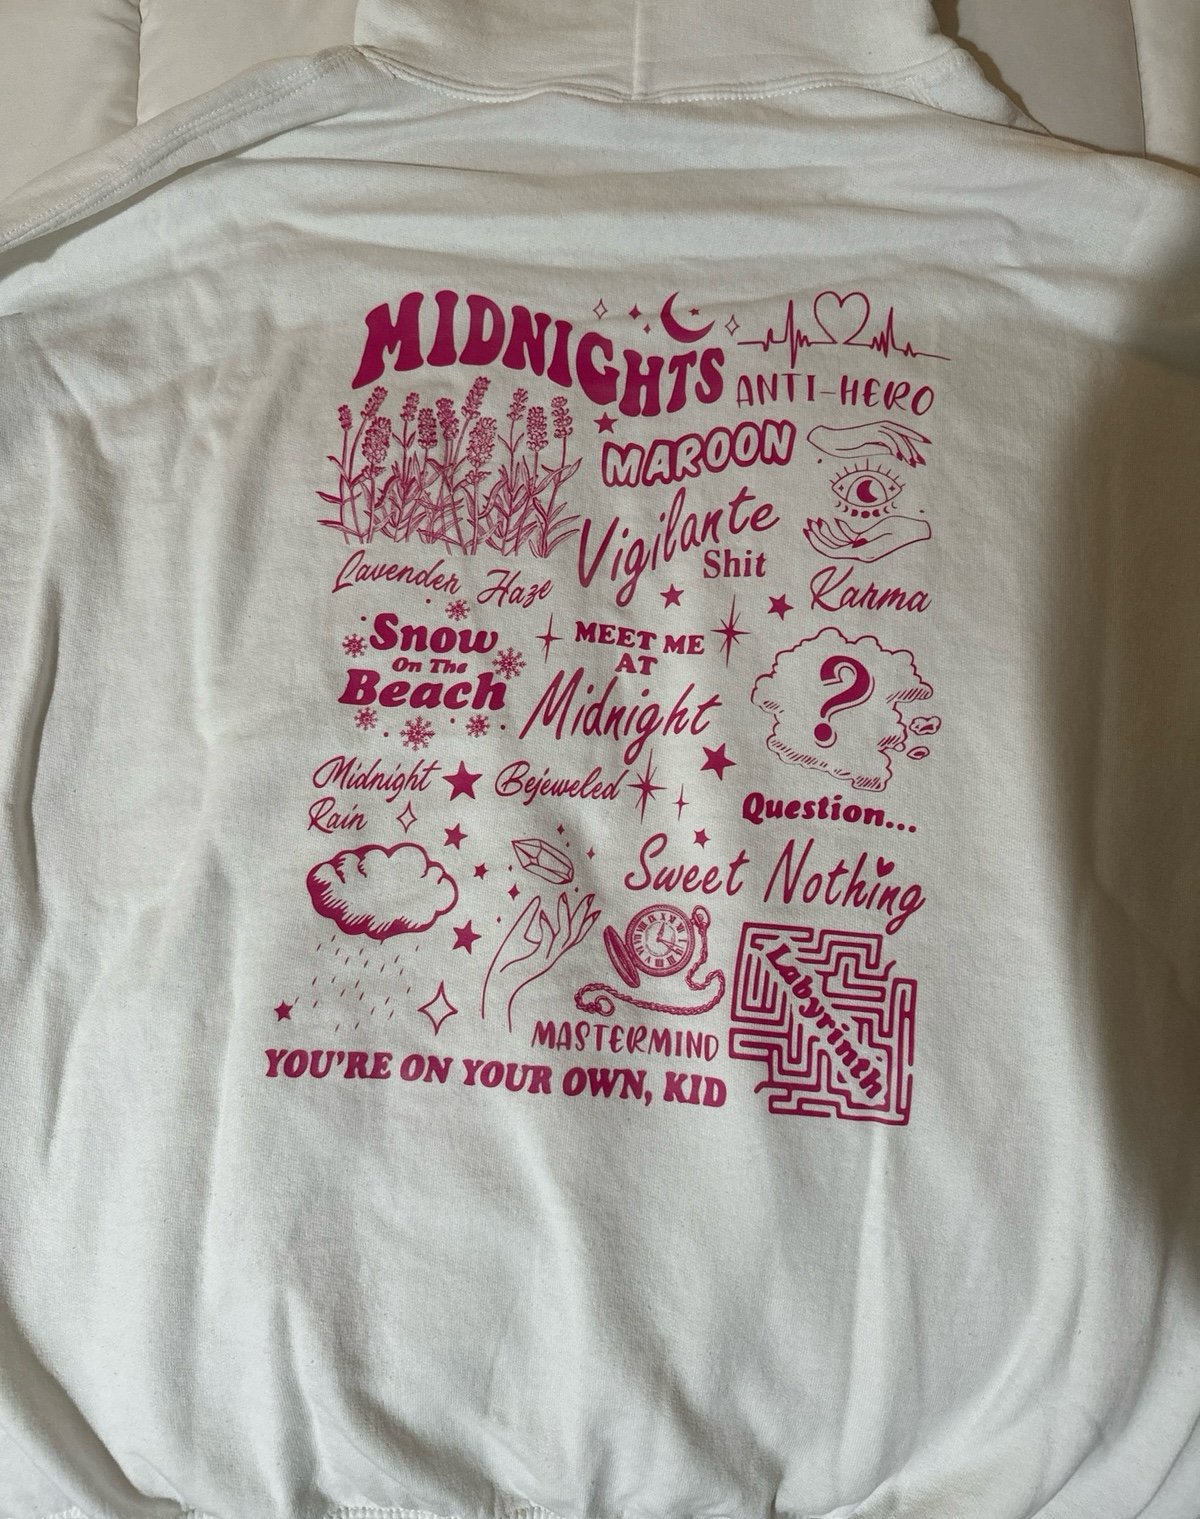 MIDNIGHTS
ANTI-HERO
MAROON
Vigilante
Shit
Lavender Haze
Karma
Snow
On The
Beach
MEET ME
AT
Midnight
?
Midnight
Rain
Bejeweled
Question...
Sweet Nothing
Labyrinth
MASTERMIND
YOU'RE ON YOUR OWN, KID